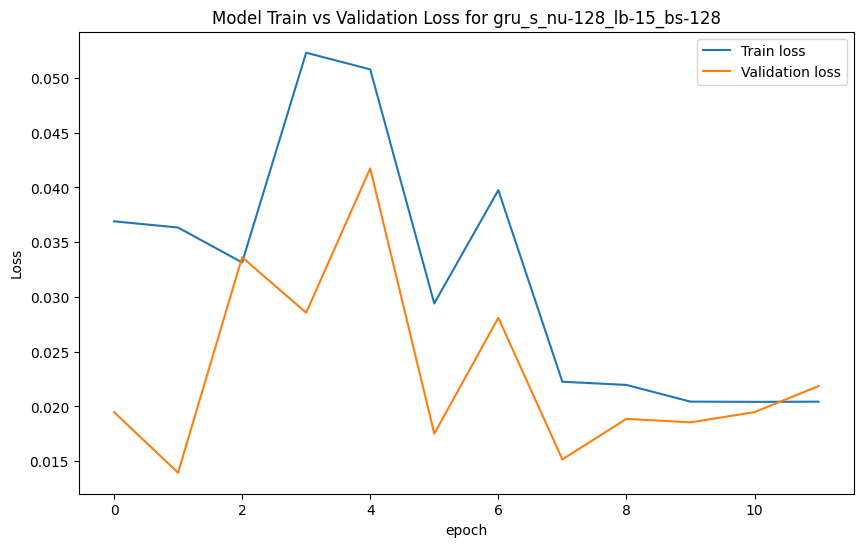 Model Train vs Validation Loss for gru_s_nu-128_lb-15_bs-128
Train loss
Validation loss
0.050
0.045
0.040
0.035
0.030
0.025
0.020
0.015
Loss
0 2 4 6 8 10
epoch